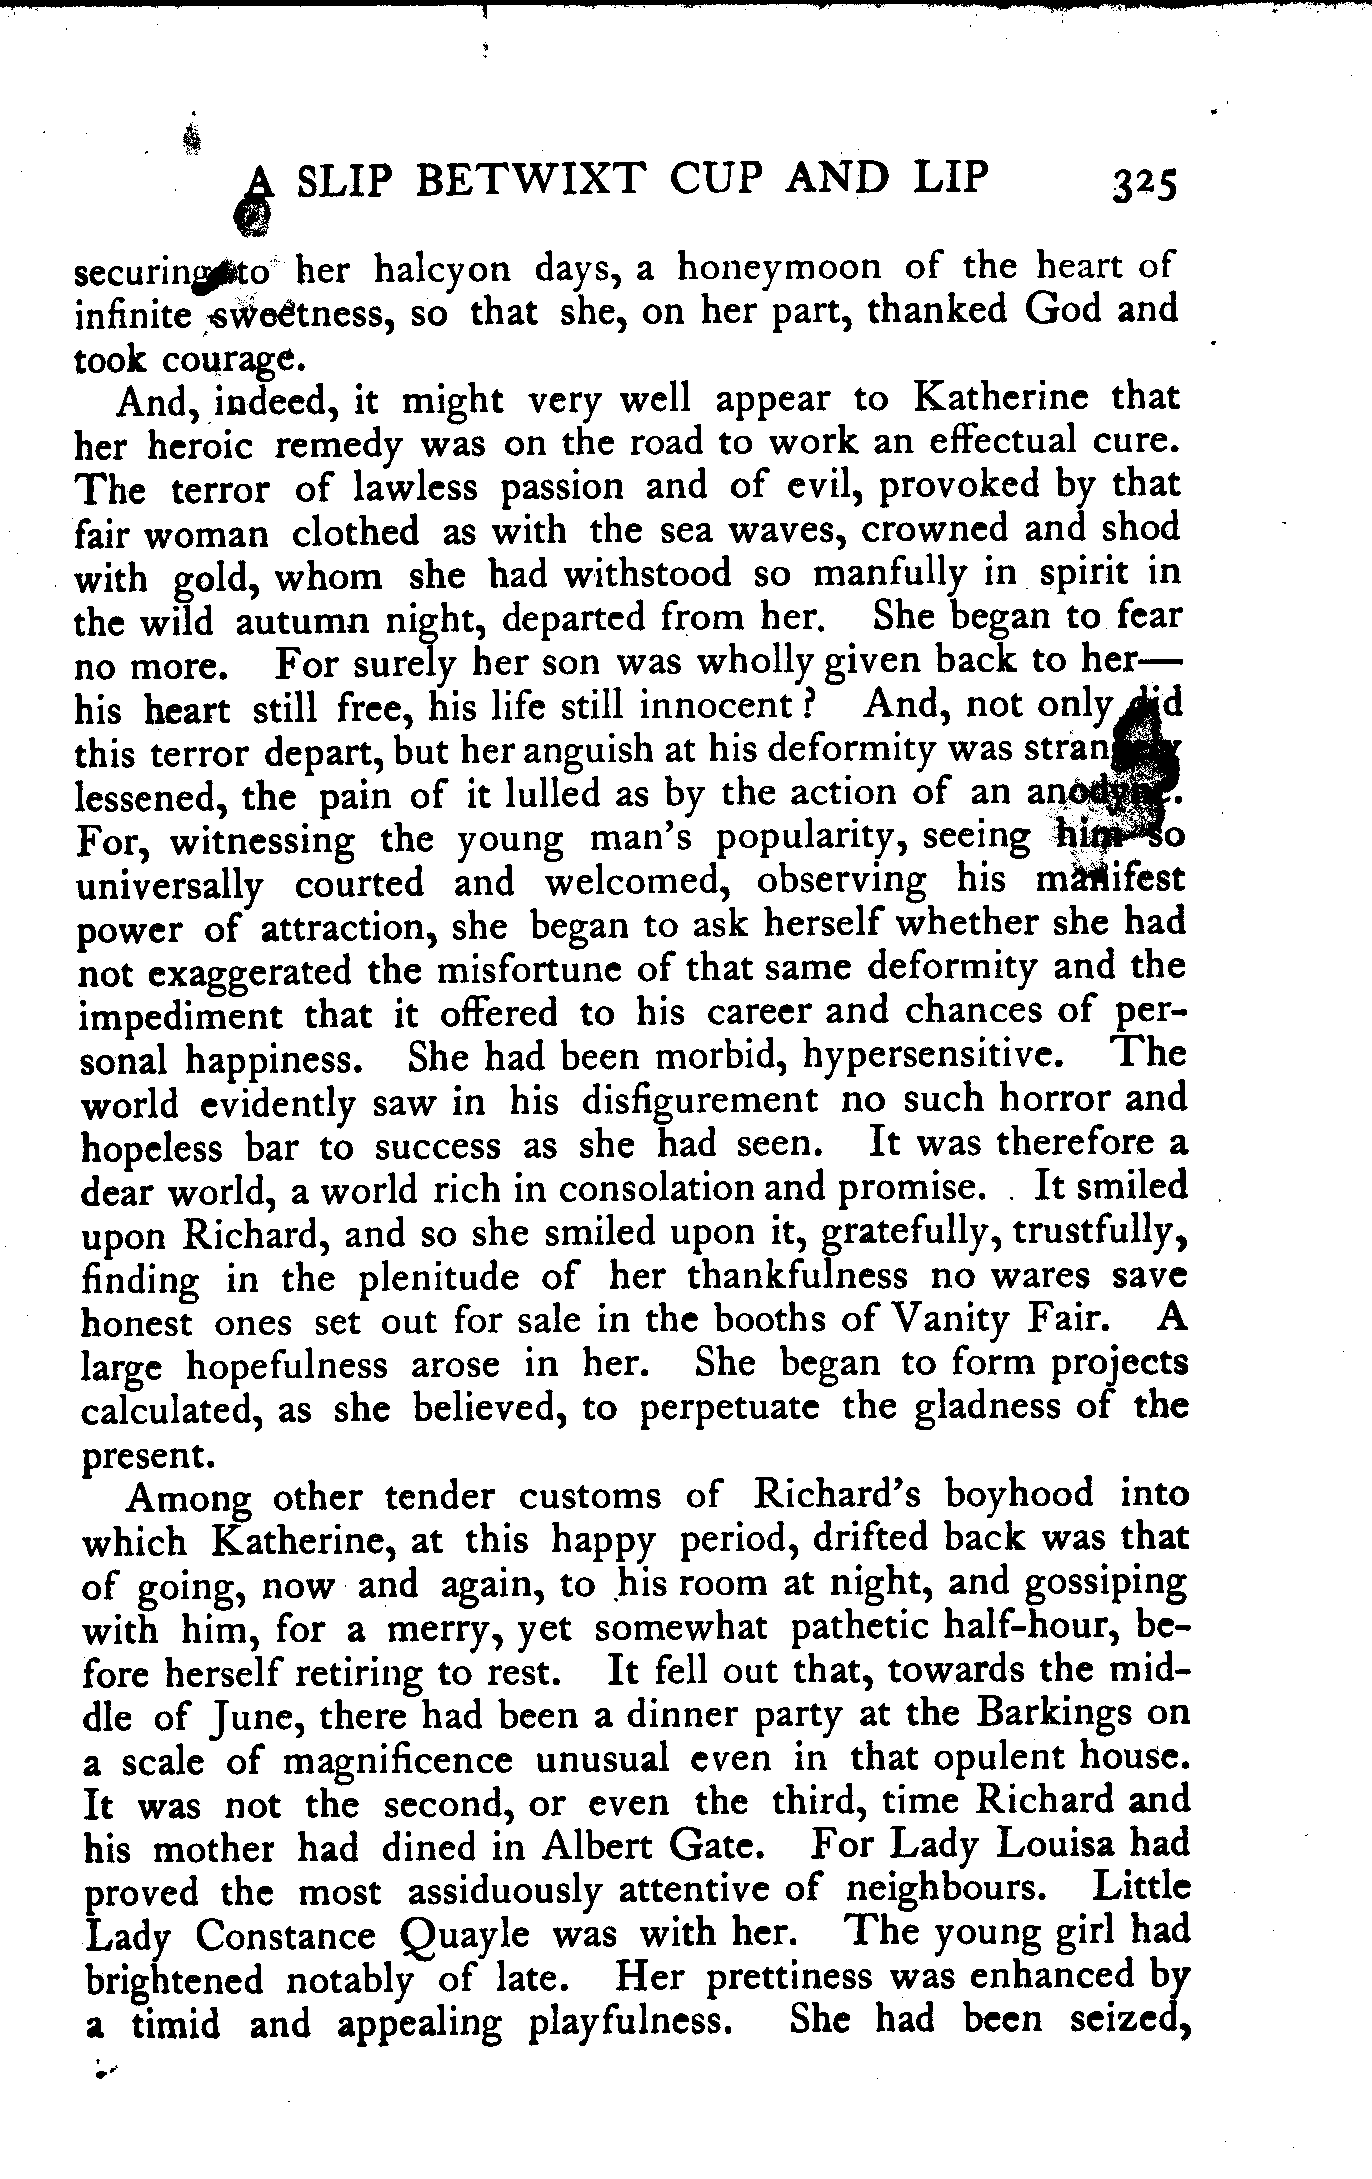 A SLIP BETWIXT CUP AND LIP 325
securing to her halcyon days, a honeymoon of the heart of
infinite sweetness, so that she, on her part, thanked God and
took courage.
And, indeed, it might very well appear to Katherine that
her heroic remedy was on the road to work an effectual cure.
The terror of lawless passion and of evil, provoked by that
fair woman clothed as with the sea waves, crowned and shod
with gold, whom she had withstood so manfully in spirit in
the wild autumn night, departed from her. She began to fear
no more. For surely her son was wholly given back to her—
his heart still free, his life still innocent? And, not only did
this terror depart, but her anguish at his deformity was strangely
lessened, the pain of it lulled as by the action of an anodyne.
For, witnessing the young man's popularity, seeing him so
universally courted and welcomed, observing his manifest
power of attraction, she began to ask herself whether she had
not exaggerated the misfortune of that same deformity and the
impediment that it offered to his career and chances of per-
sonal happiness. She had been morbid, hypersensitive. The
world evidently saw in his disfigurement no such horror and
hopeless bar to success as she had seen. It was therefore a
dear world, a world rich in consolation and promise. It smiled
upon Richard, and so she smiled upon it, gratefully, trustfully,
finding in the plenitude of her thankfulness no wares save
honest ones set out for sale in the booths of Vanity Fair. A
large hopefulness arose in her. She began to form projects
calculated, as she believed, to perpetuate the gladness of the
present.
Among other tender customs of Richard's boyhood into
which Katherine, at this happy period, drifted back was that
of going, now and again, to his room at night, and gossiping
with him, for a merry, yet somewhat pathetic half-hour, be-
fore herself retiring to rest. It fell out that, towards the mid-
dle of June, there had been a dinner party at the Barkings on
a scale of magnificence unusual even in that opulent house.
It was not the second, or even the third, time Richard and
his mother had dined in Albert Gate. For Lady Louisa had
proved the most assiduously attentive of neighbours. Little
Lady Constance Quayle was with her. The young girl had
brightened notably of late. Her prettiness was enhanced by
a timid and appealing playfulness. She had been seized,